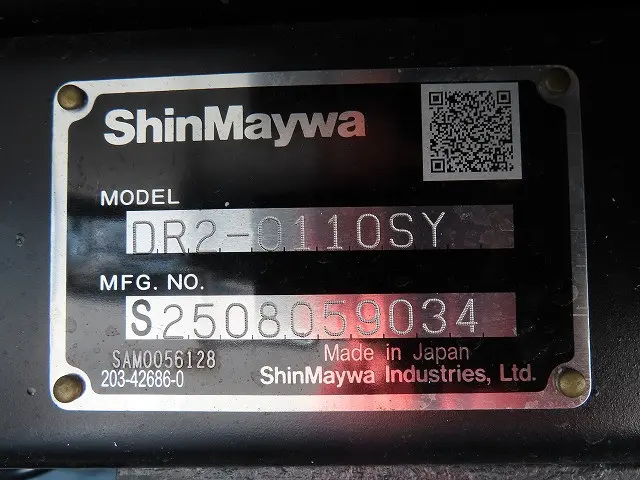 ShinMaywa
MODEL
DR2-0110SY
MFG. NO.
S2508059034
SAM0056128
Made in Japan
203-42686-0
ShinMaywa Industries, Ltd.